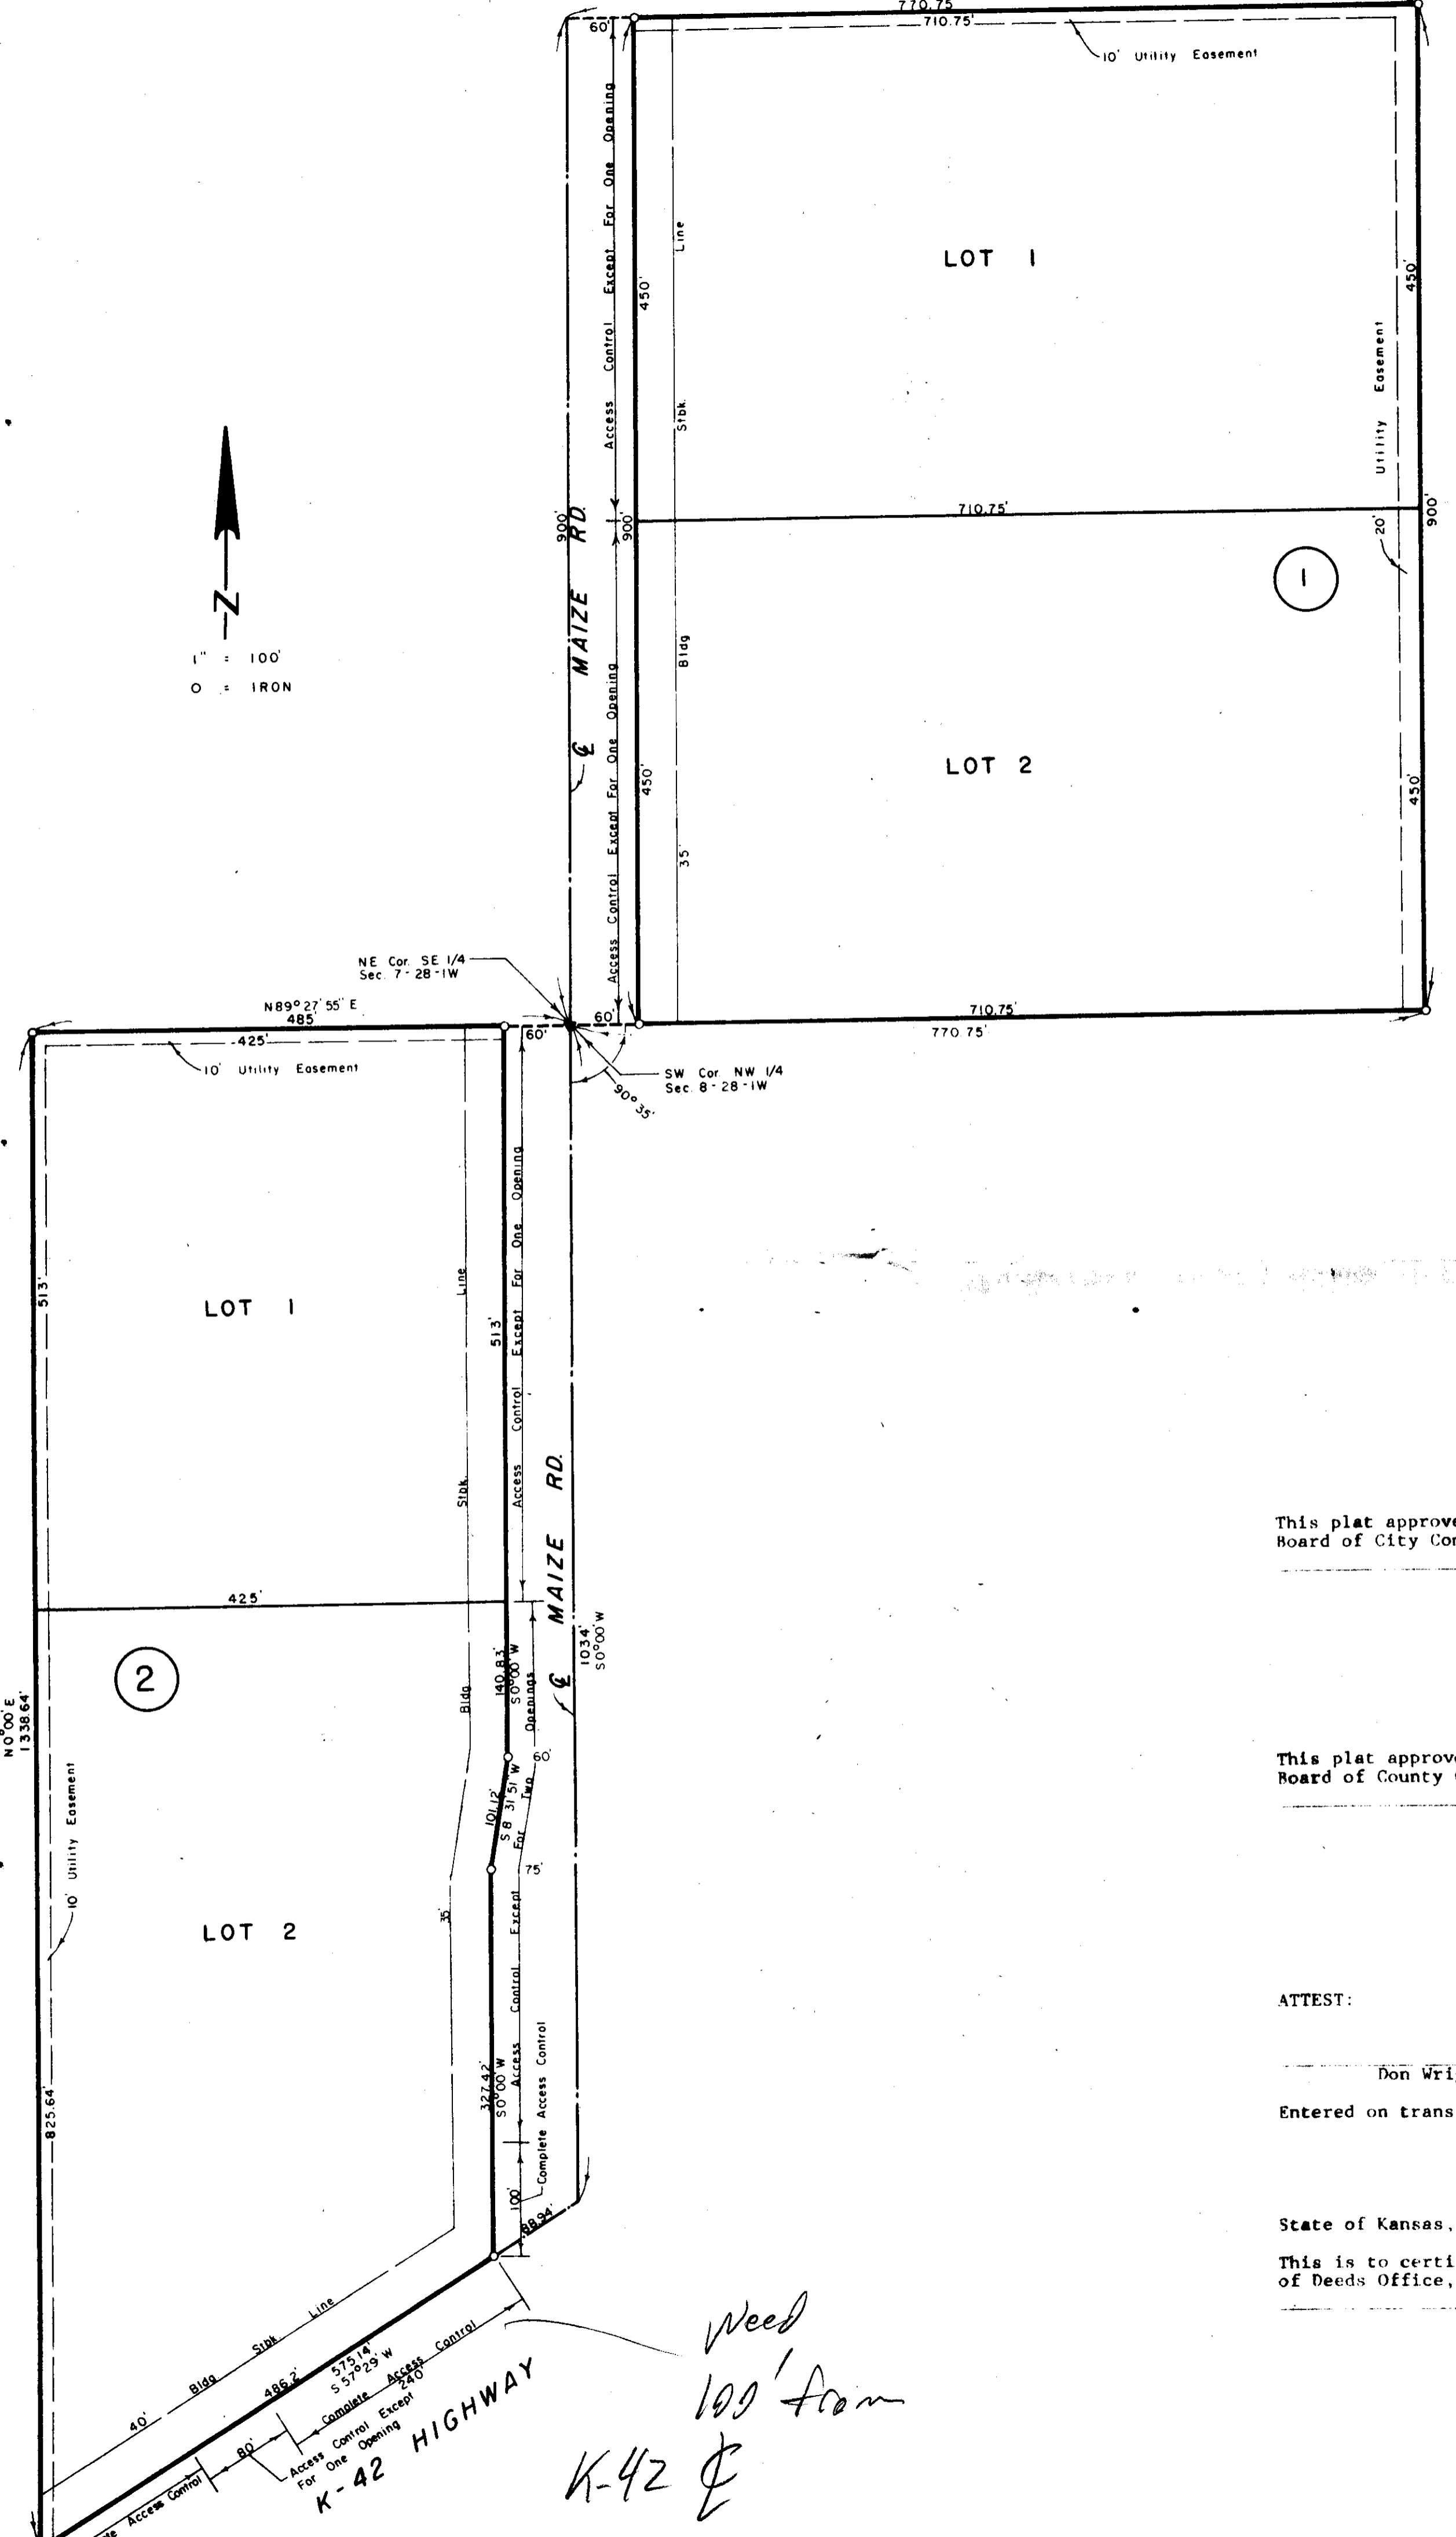 770.75'
60'
710.75'
10' Utility Easement
Access Control Except For One Opening
Line
LOT 1
450'
450'
Stbk.
Utility Easement
20'
900'
MAIZE RD.
900'
710.75'
900'
1
N
1" = 100'
O = IRON
Bldg
LOT 2
℄
450'
450'
35'
Access Control Except For One Opening
NE Cor. SE 1/4
Sec. 7-28-1W
N89°27'55" E
485'
425'
60'
60'
710.75'
770.75'
10' Utility Easement
SW Cor. NW 1/4
Sec. 8-28-1W
90°35'
513'
LOT 1
Line
513'
Access Control Except For One Opening
Stbk.
MAIZE RD.
This plat approve
Board of City Co
425'
1034'
S0°00'W
2
N0°00'E
1338.64'
Bldg
140.83'
S0°00'W
℄
60'
This plat approv
Board of County
10' Utility Easement
101.12'
S8°31'51"W
75'
Access Control Except For Two Openings
35'
LOT 2
ATTEST:
327.42'
S0°00'W
Complete Access Control
Don Wri
825.64'
Entered on trans
100'
88.94'
State of Kansas,
This is to certi
of Deeds Office,
Bldg Stbk Line
40'
486.2'
575.14'
S 57°29' W
Complete Access Control
240'
80'
Access Control Except
For One Opening
K-42 HIGHWAY
Access Control
Need
100' from
K-42 ℄